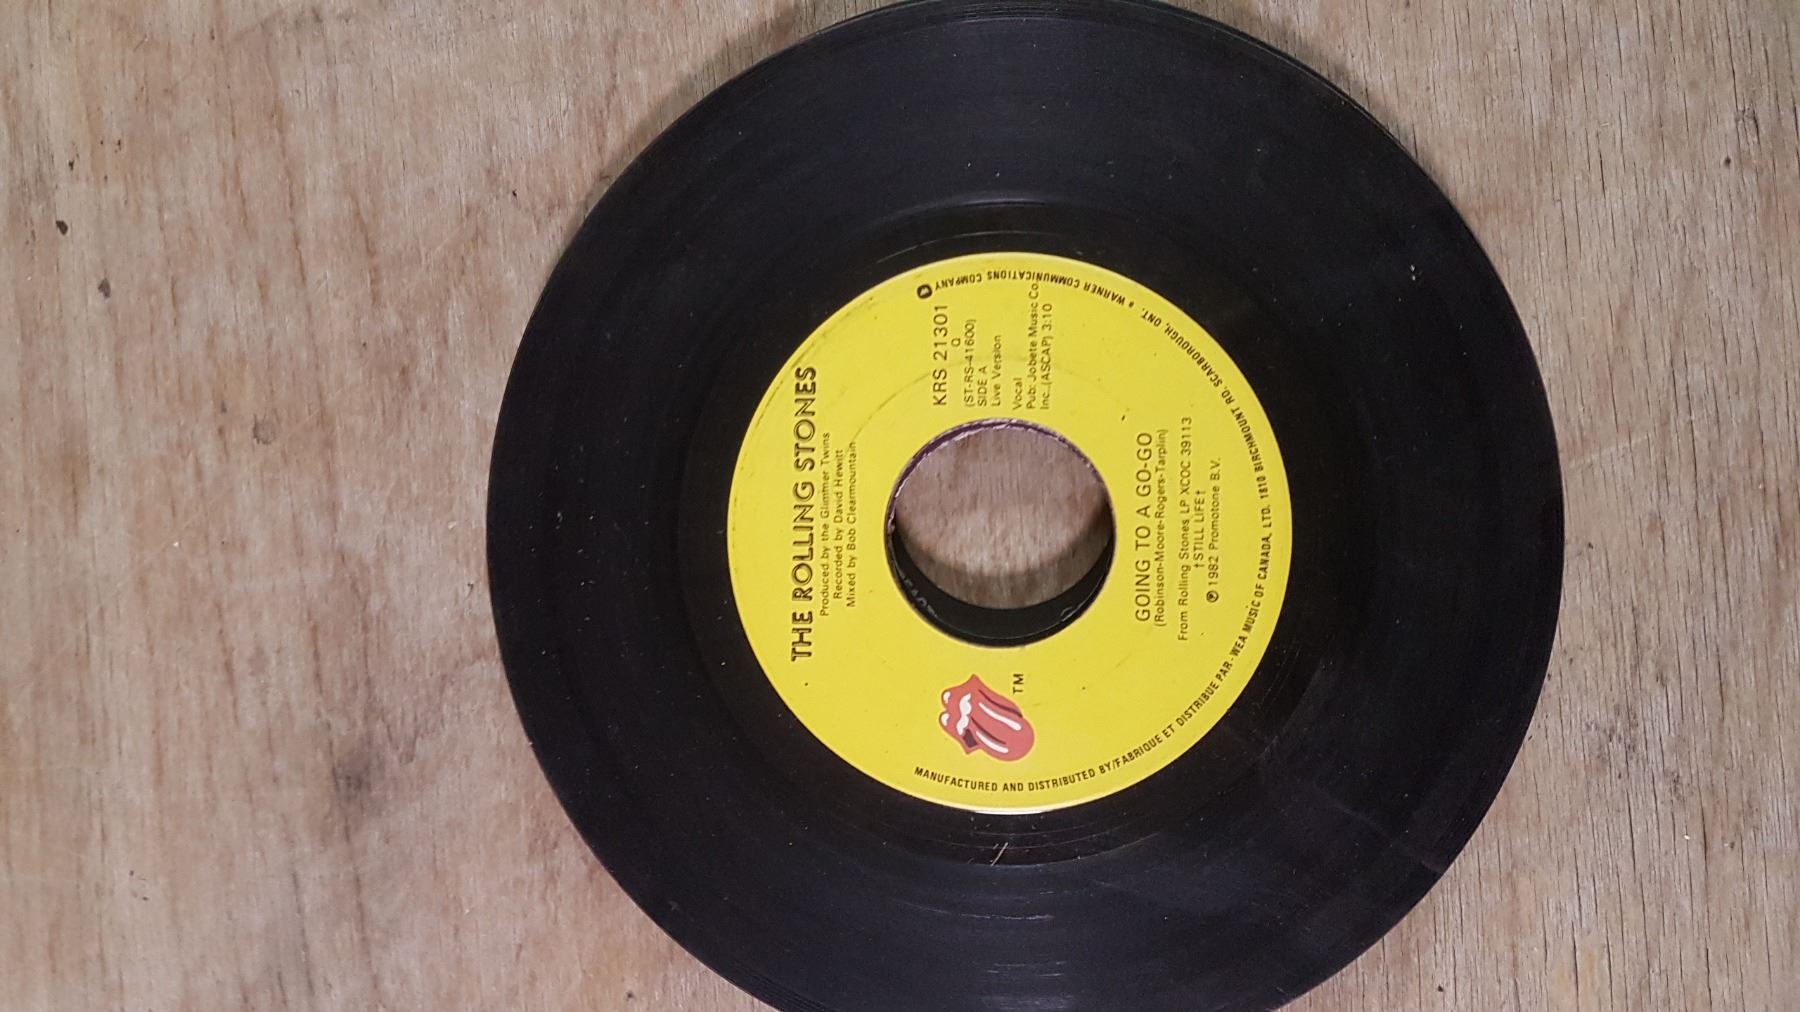 THE ROLLING STONES
Produced by the Glimmer Twins
Recorded by David Hewitt
Mixed by Bob Clearmountain
TM
KRS 21301
Q
(ST-RS-41600)
SIDE A
Live Version
Vocal
Pub: Jobete Music Co.
Inc. (ASCAP) 3:10
GOING TO A GO-GO
(Robinson-Moore-Rogers-Tarplin)
From Rolling Stones LP XCOC 39113
†STILL LIFE†
℗ 1982 Promotone B.V.
MANUFACTURED AND DISTRIBUTED BY/FABRIQUE ET DISTRIBUE PAR-WEA MUSIC OF CANADA, LTD. 1810 BIRCHMOUNT RD. SCARBOROUGH, ONT. a WARNER COMMUNICATIONS COMPANY